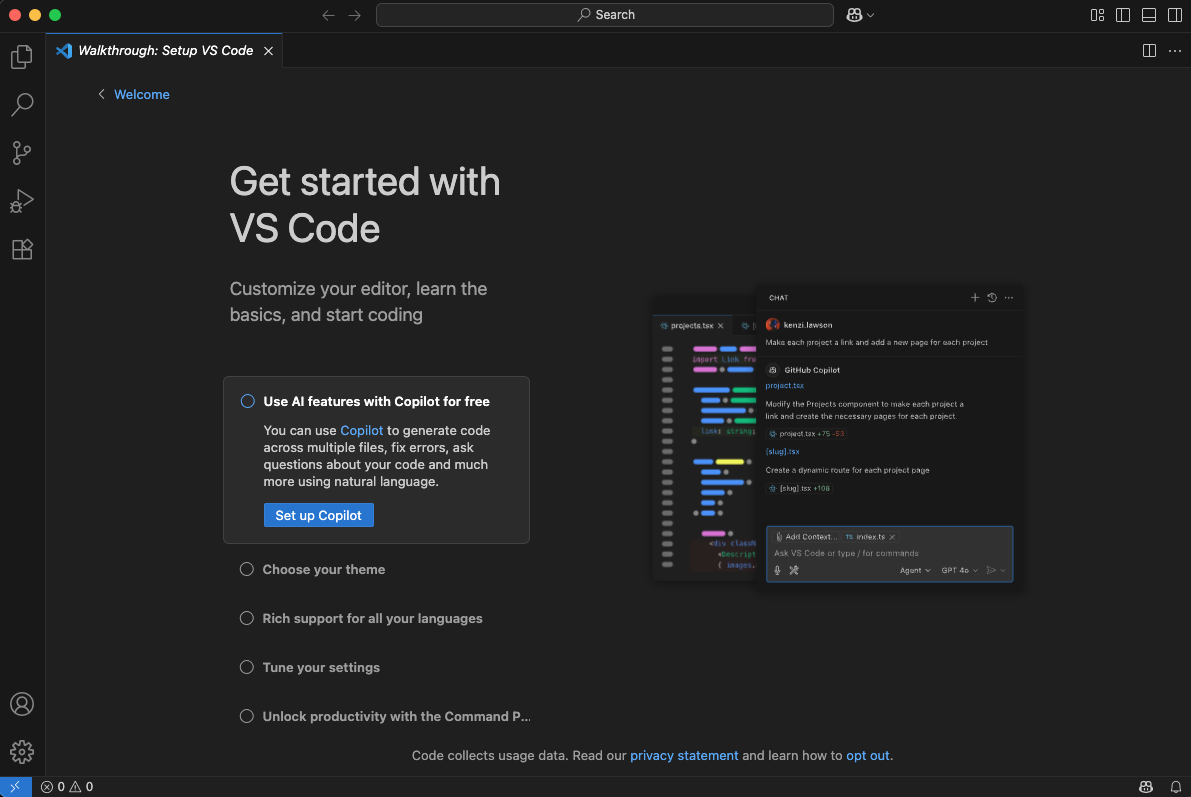 Search
Walkthrough: Setup VS Code
Welcome
Get started with
VS Code
Customize your editor, learn the
basics, and start coding
Use AI features with Copilot for free
You can use Copilot to generate code
across multiple files, fix errors, ask
questions about your code and much
more using natural language.
Set up Copilot
Choose your theme
Rich support for all your languages
Tune your settings
Unlock productivity with the Command P...
projects.tsx
import Link fro
link: string;
<div class
<Descript
{ images.
CHAT
kenzi.lawson
Make each project a link and add a new page for each project
GitHub Copilot
project.tsx
Modify the Projects component to make each project a
link and create the necessary pages for each project.
project.tsx +75 -53
[slug].tsx
Create a dynamic route for each project page
[slug].tsx +108
Add Context... TS index.ts
Ask VS Code or type / for commands
Agent GPT 4o
Code collects usage data. Read our privacy statement and learn how to opt out.
0 0